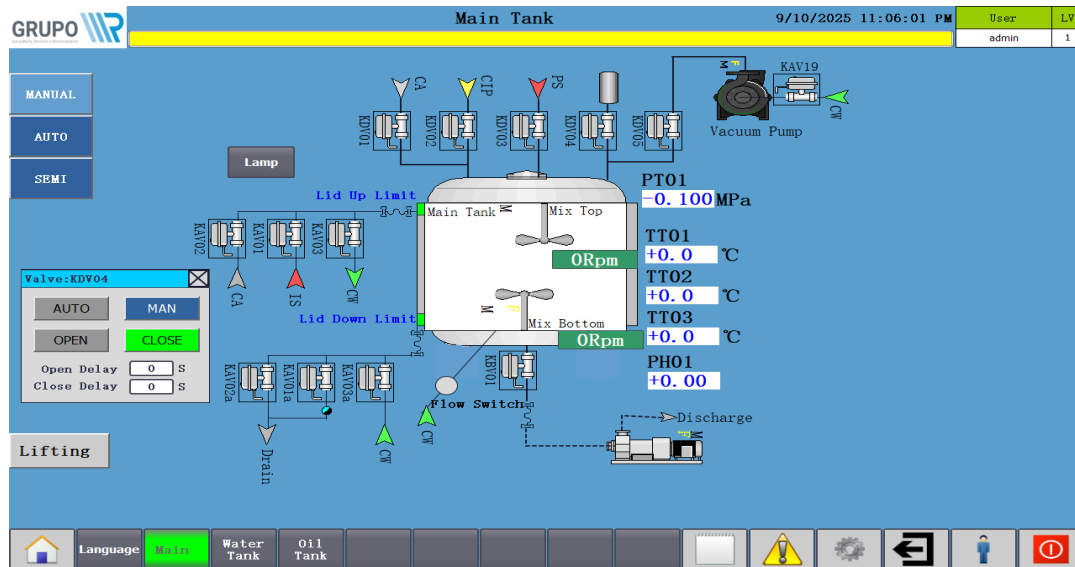 GRUPO
Main Tank
9/10/2025 11:06:01 PM
User
LV
admin
1
MANUAL
AUTO
SEMI
CA
CIP
PS
F
M
KAV19
CW
Vacuum Pump
KDV01
KDV02
KDV03
KDV04
KDV05
Lamp
Lid Up Limit
Main Tank
M
Mix Top
PT01
-0.100 MPa
TT01
0Rpm
+0.0 ℃
TT02
+0.0 ℃
TT03
0Rpm
+0.0 ℃
PH01
+0.00
KAV02
KAV01
KAV03
CA
IS
CW
M
F
Mix Bottom
Lid Down Limit
Valve:KDV04
AUTO
MAN
OPEN
CLOSE
Open Delay 0 S
Close Delay 0 S
KAV02a
KAV01a
KAV03a
KBV01
Flow Switch
CW
Discharge
F
M
Drain
CW
Lifting
Language
Main
Water
Tank
Oil
Tank